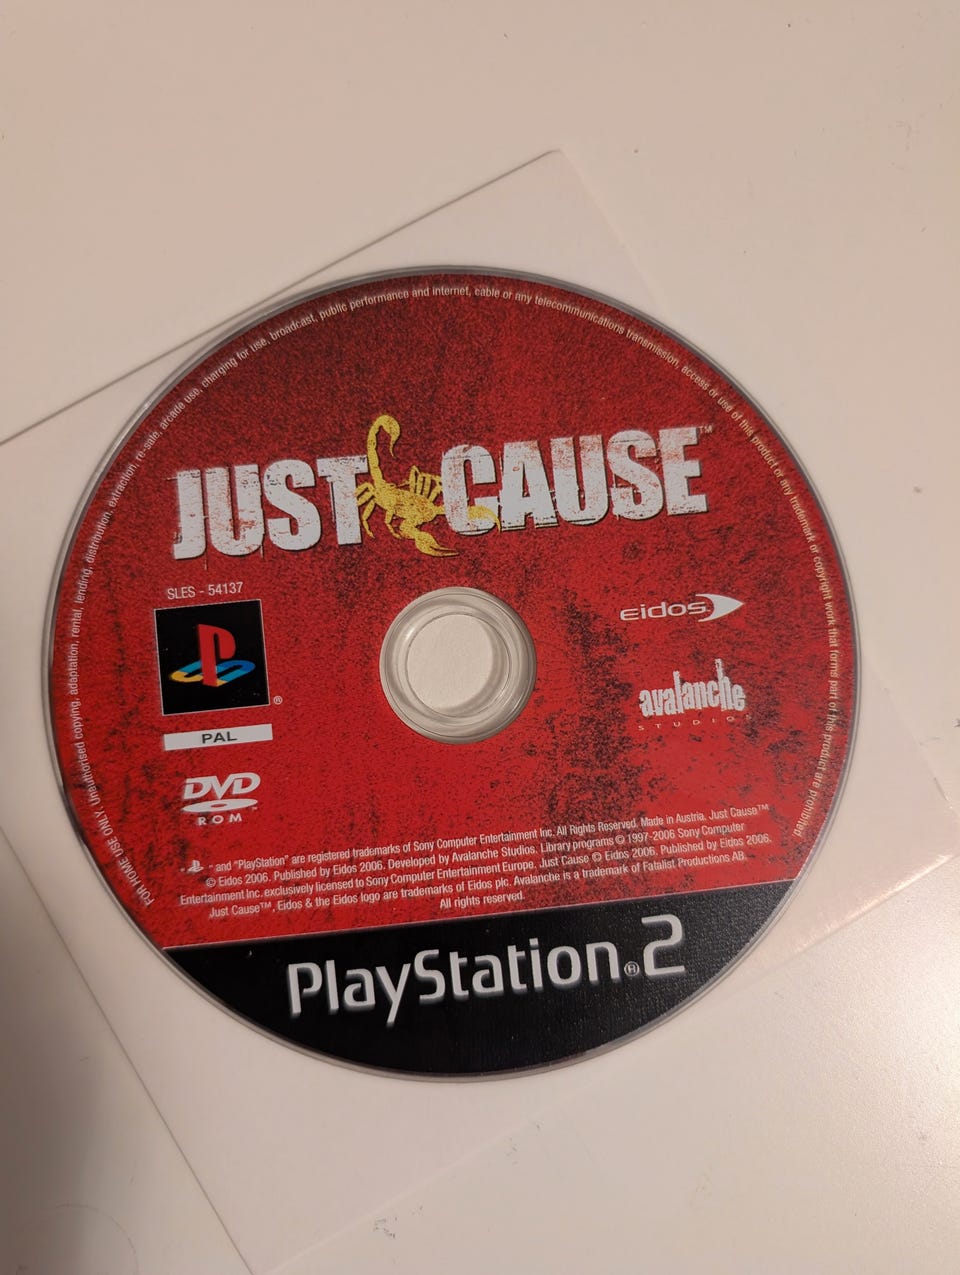 FOR HOME USE ONLY. Unauthorised copying, adaptation, rental, lending, distribution, extraction, re-sale, arcade use, charging for use, broadcast, public performance and internet, cable or any telecommunications transmission, access or use of this product or any trademark or copyright work that forms part of this product are prohibited
JUST CAUSE™
SLES - 54137
eidos
®
avalanche
STUDIOS
PAL
DVD
ROM
" and "PlayStation" are registered trademarks of Sony Computer Entertainment Inc. All Rights Reserved. Made in Austria. Just Cause™
© Eidos 2006. Published by Eidos 2006. Developed by Avalanche Studios. Library programs © 1997-2006 Sony Computer
Entertainment Inc. exclusively licensed to Sony Computer Entertainment Europe. Just Cause © Eidos 2006. Published by Eidos 2006.
Just Cause™, Eidos & the Eidos logo are trademarks of Eidos plc. Avalanche is a trademark of Fatalist Productions AB.
All rights reserved.
PlayStation®2